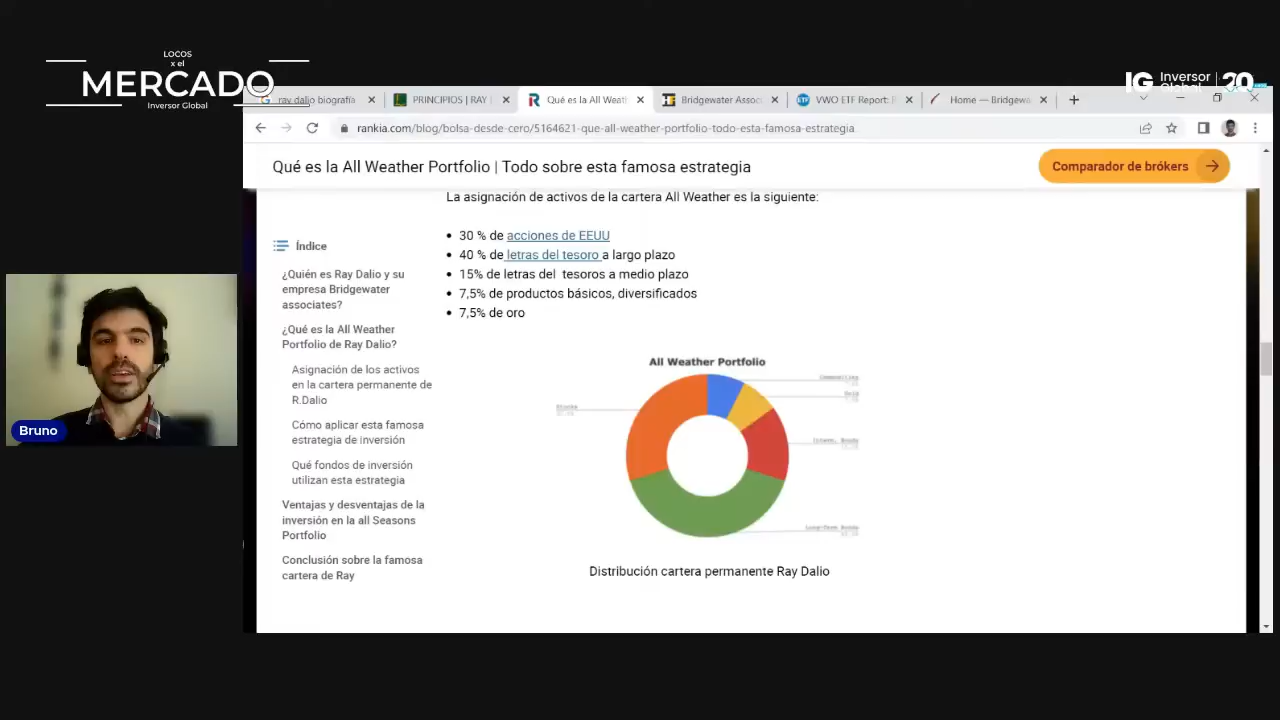 LOCOS
x el
MERCADO
Inversor Global
IG Inversor Global 20
ray dalio biografía
PRINCIPIOS | RAY
Qué es la All Weath
Bridgewater Assoc
VWO ETF Report:
Home — Bridgewa
rankia.com/blog/bolsa-desde-cero/5164621-que-all-weather-portfolio-todo-esta-famosa-estrategia
Qué es la All Weather Portfolio | Todo sobre esta famosa estrategia
Comparador de brókers
Índice
¿Quién es Ray Dalio y su
empresa Bridgewater
associates?
¿Qué es la All Weather
Portfolio de Ray Dalio?
Asignación de los activos
en la cartera permanente de
R.Dalio
Cómo aplicar esta famosa
estrategia de inversión
Qué fondos de inversión
utilizan esta estrategia
Ventajas y desventajas de la
inversión en la all Seasons
Portfolio
Conclusión sobre la famosa
cartera de Ray
La asignación de activos de la cartera All Weather es la siguiente:
30 % de acciones de EEUU
40 % de letras del tesoro a largo plazo
15% de letras del tesoros a medio plazo
7,5% de productos básicos, diversificados
7,5% de oro
All Weather Portfolio
Stocks
Gold
Long-Term Bonds
Distribución cartera permanente Ray Dalio
Bruno